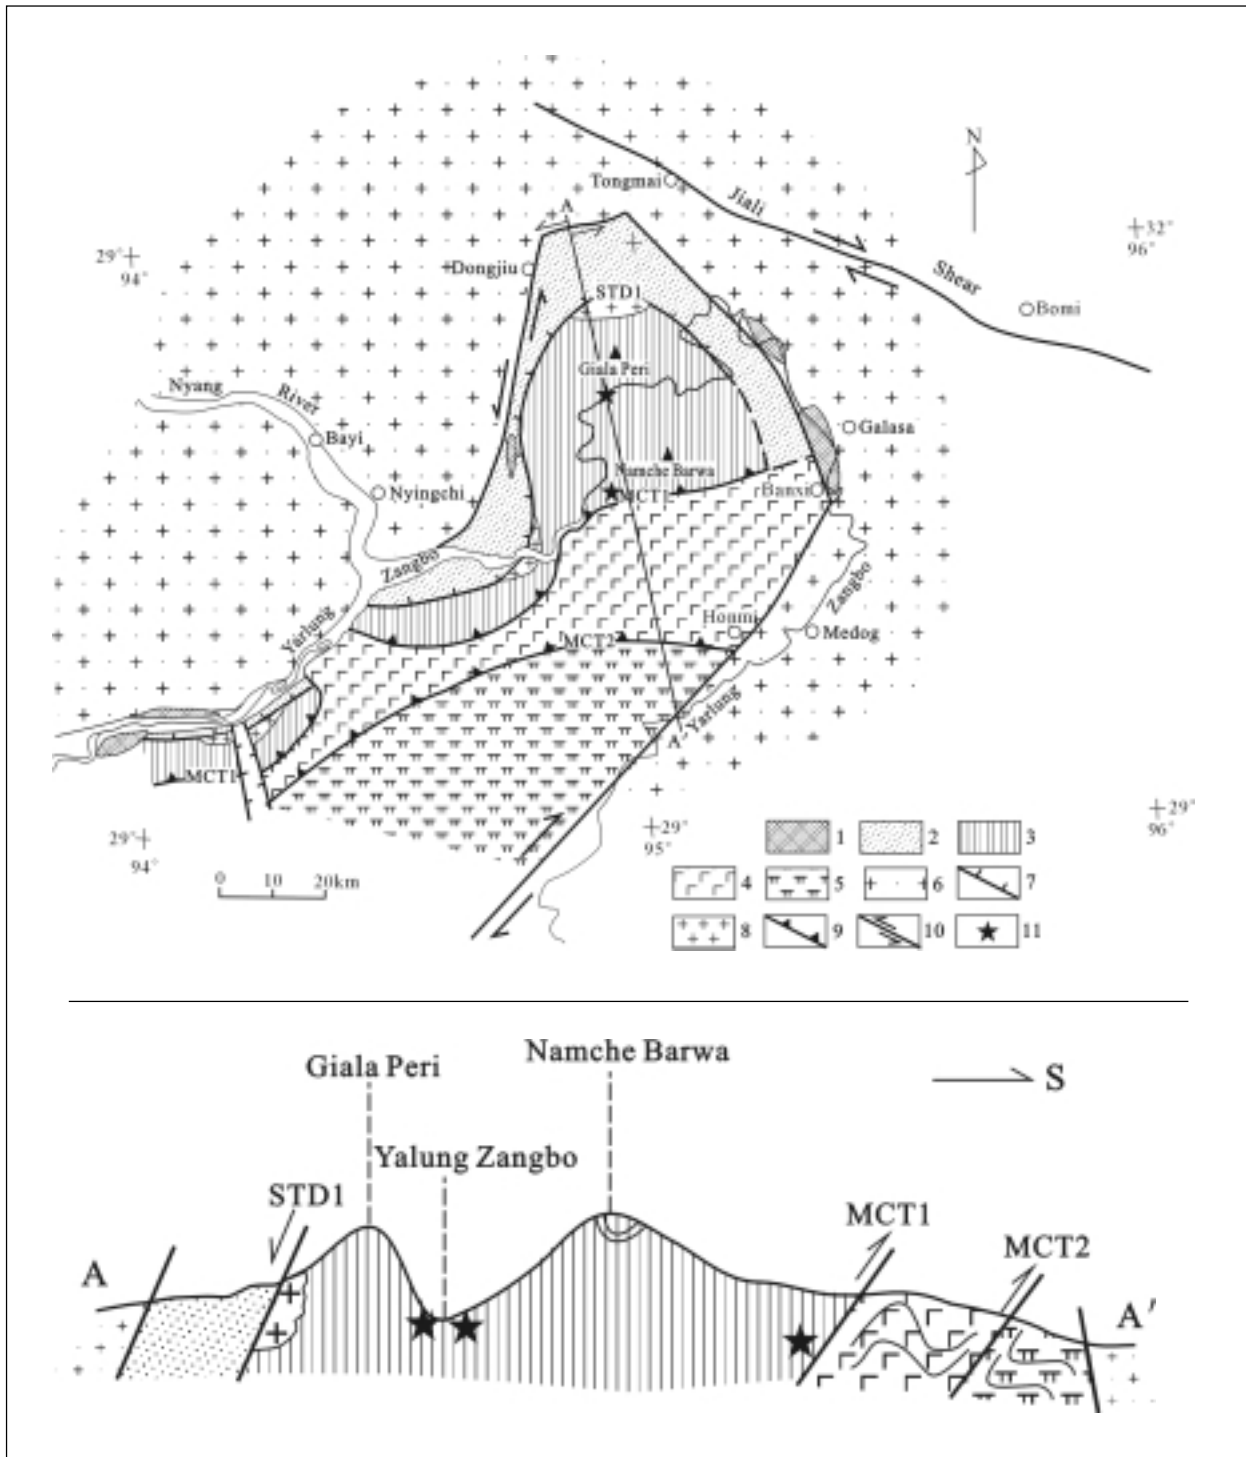 N
Tongmai
Jiali
Shear
32°
96°
29°
94°
A
Dongjiu
STD1
Bomi
Giala Peri
Nyang
River
Bayi
Galasa
Namche Barwa
MCT1
Banxi
Nyingchi
Zangbo
Zangbo
Yarlung
Honmi
Medog
MCT2
Yarlung
A'
MCT1
29°
94°
29°
95°
29°
96°
0 10 20km
1 2 3
4 5 6 7
8 9 10 11
Namche Barwa
Giala Peri
S
Yalung Zangbo
STD1
MCT1
MCT2
A
A'